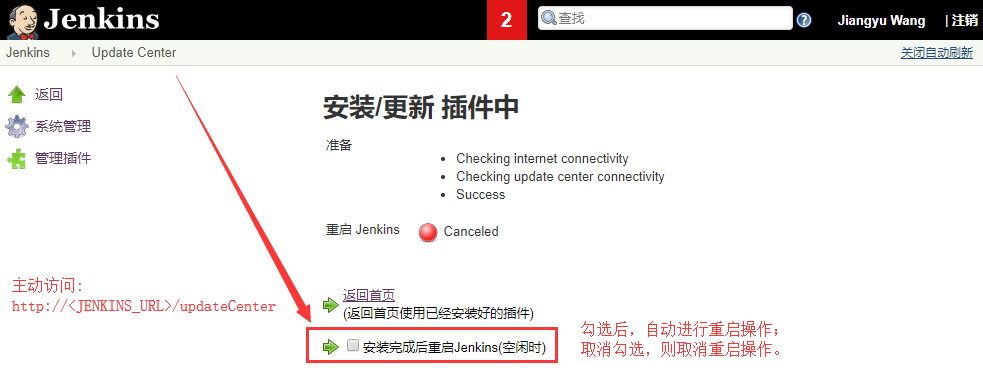 Jenkins
2
查找
Jiangyu Wang
| 注销
Jenkins
Update Center
关闭自动刷新
返回
系统管理
管理插件
安装/更新 插件中
准备
Checking internet connectivity
Checking update center connectivity
Success
重启 Jenkins
Canceled
主动访问:
http://<JENKINS_URL>/updateCenter
返回首页
(返回首页使用已经安装好的插件)
安装完成后重启Jenkins(空闲时)
勾选后，自动进行重启操作；
取消勾选，则取消重启操作。